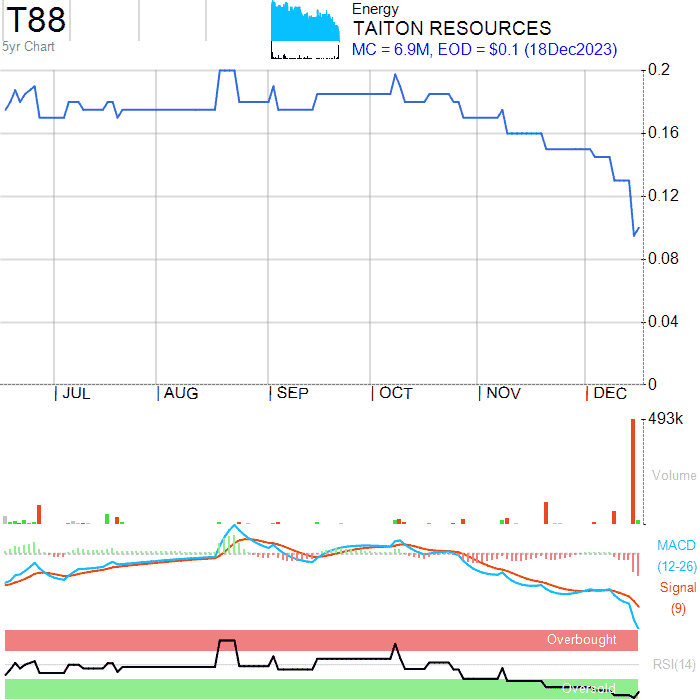 T88
5yr Chart
Energy
TAITON RESOURCES
MC = 6.9M, EOD = $0.1 (18Dec2023)
0.2
0.16
0.12
0.08
0.04
0
JUL AUG SEP OCT NOV DEC
493k
Volume
MACD
(12-26)
Signal
(9)
Overbought
RSI(14)
Oversold